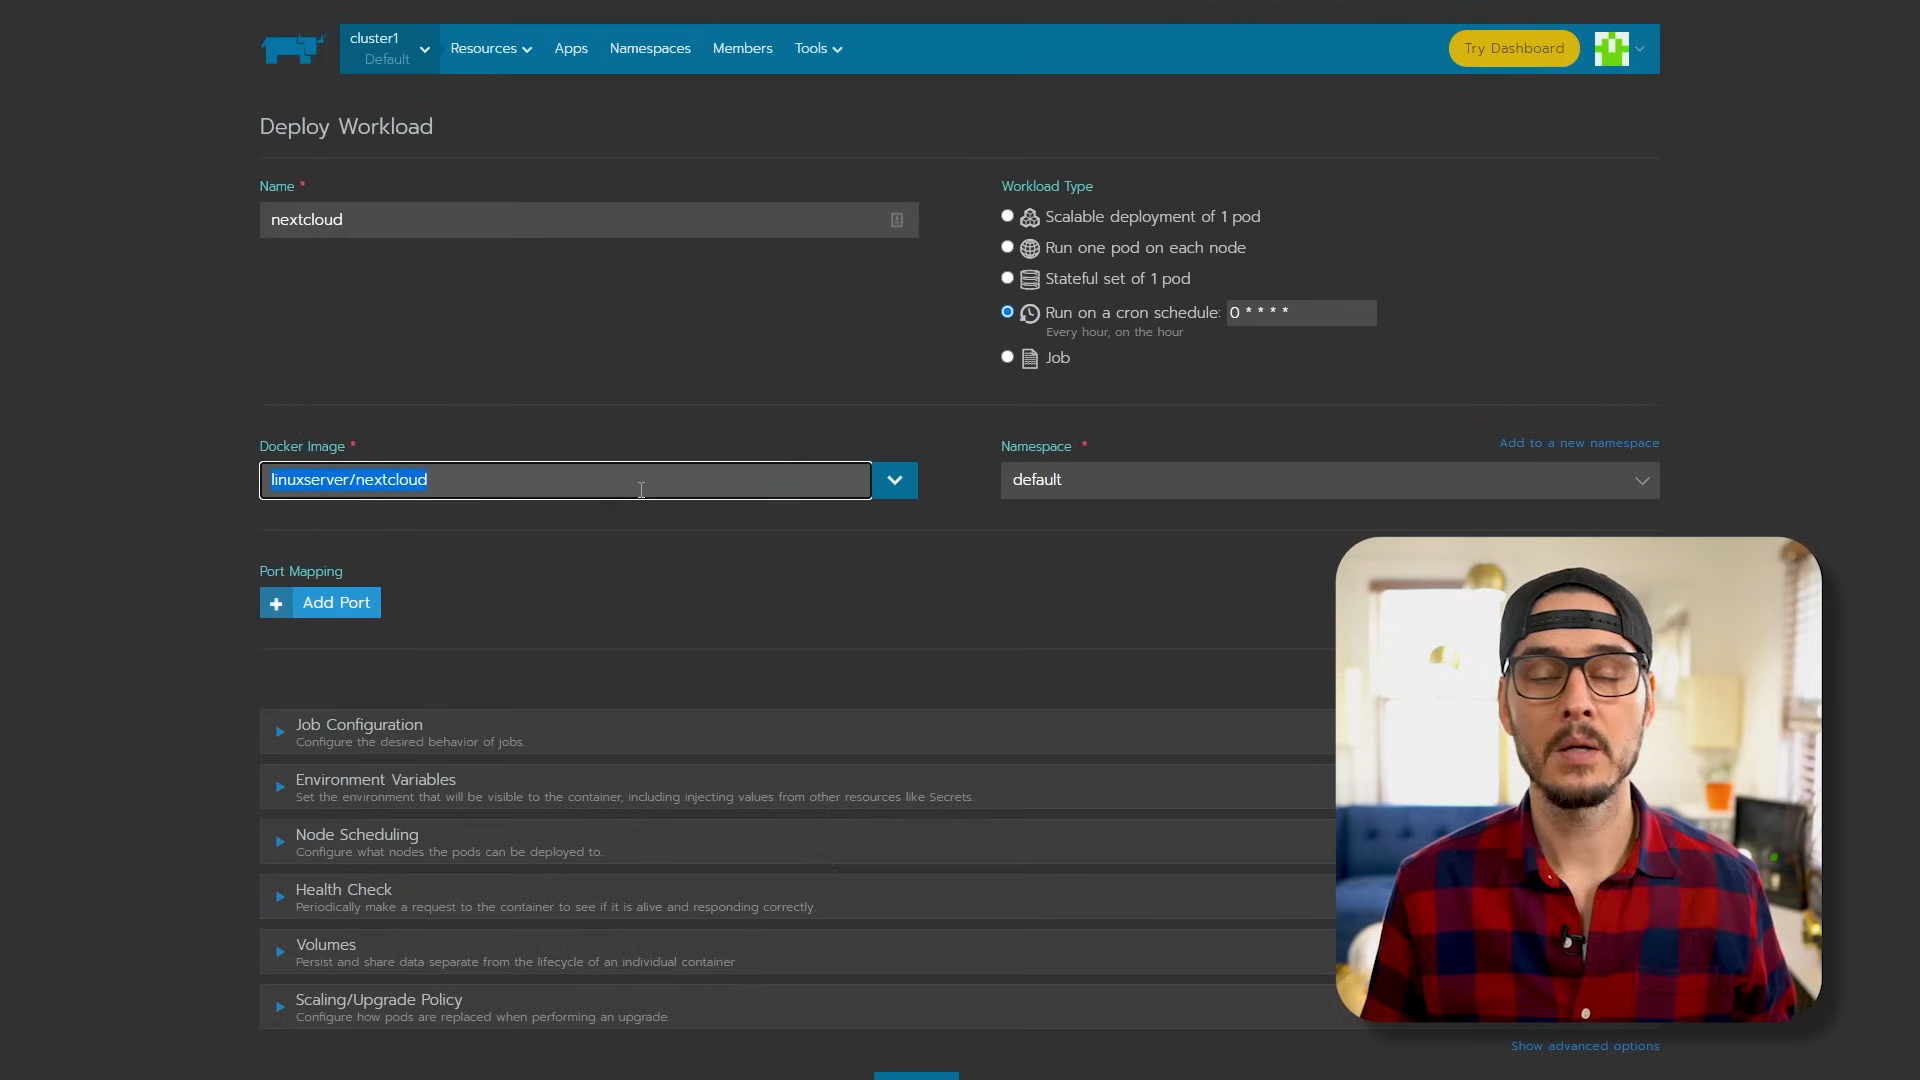 cluster1
Default
Resources
Apps
Namespaces
Members
Tools
Try Dashboard
Deploy Workload
Name *
nextcloud
Workload Type
Scalable deployment of 1 pod
Run one pod on each node
Stateful set of 1 pod
Run on a cron schedule: 0 * * * *
Every hour, on the hour
Job
Docker Image *
linuxserver/nextcloud
Namespace *
Add to a new namespace
default
Port Mapping
+ Add Port
Job Configuration
Configure the desired behavior of jobs.
Environment Variables
Set the environment that will be visible to the container, including injecting values from other resources like Secrets.
Node Scheduling
Configure what nodes the pods can be deployed to.
Health Check
Periodically make a request to the container to see if it is alive and responding correctly.
Volumes
Persist and share data separate from the lifecycle of an individual container
Scaling/Upgrade Policy
Configure how pods are replaced when performing an upgrade.
Show advanced options